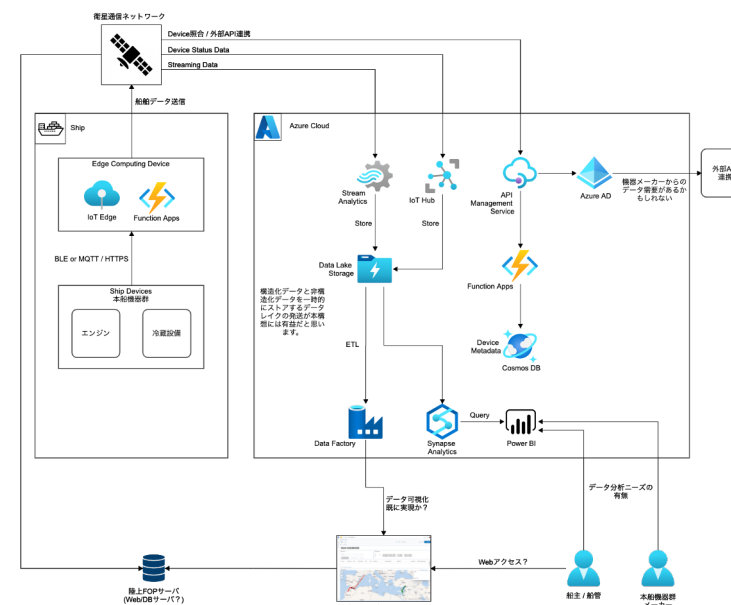 衛星通信ネットワーク
Device照合 / 外部API連携
Device Status Data
Streaming Data
船舶データ送信
Ship
Azure Cloud
Edge Computing Device
IoT Edge
Function Apps
Stream
Analytics
IoT Hub
API
Management
Service
Azure AD
機器メーカーからの
データ需要があるか
もしれない
外部A
連携
Store
Store
BLE or MQTT / HTTPS
Data Lake
Storage
Function Apps
Ship Devices
本船機器群
エンジン
冷蔵設備
構造化データと非構
造化データを一時的
にストアするデータ
レイクの発送が本構
想には有益だと思い
ます。
ETL
Device
Metadata
Cosmos DB
Query
Data Factory
Synapse
Analytics
Power BI
データ可視化
既に実現か？
データ分析ニーズの
有無
Webアクセス？
陸上FOPサーバ
(Web/DBサーバ？)
船主 / 船管
本船機器群
メーカー